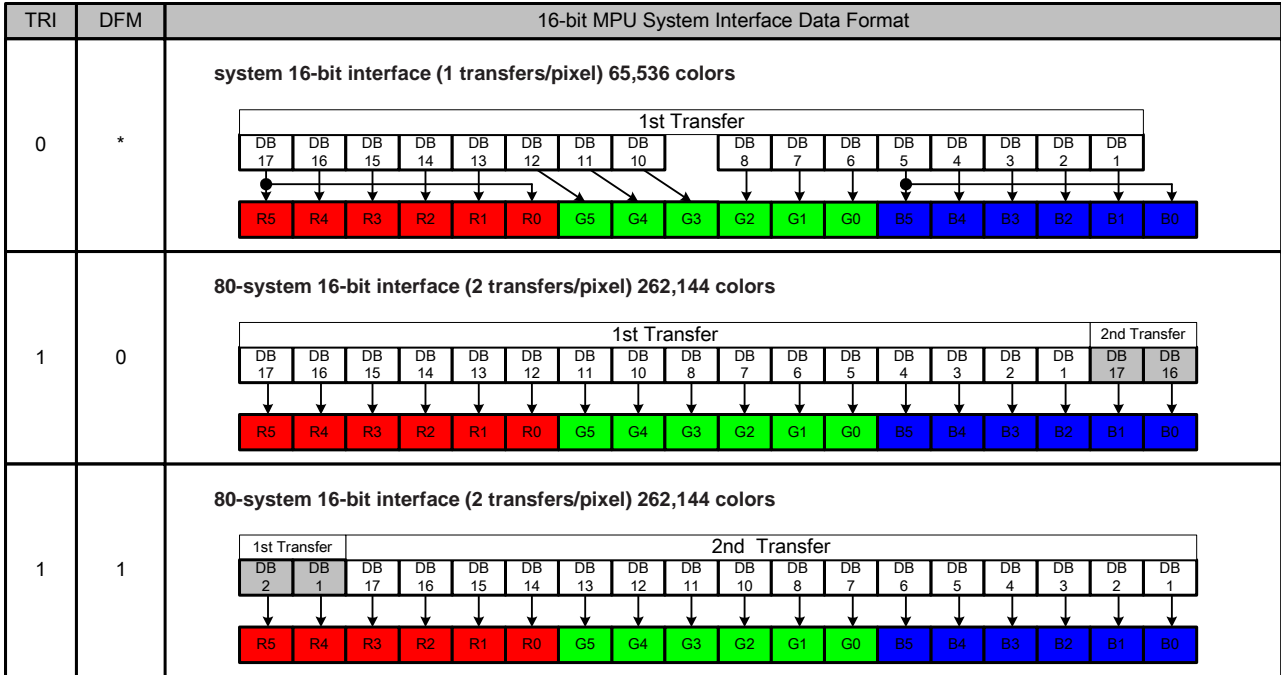 TRI DFM 16-bit MPU System Interface Data Format
system 16-bit interface (1 transfers/pixel) 65,536 colors
0 *
1st Transfer
DB 17 DB 16 DB 15 DB 14 DB 13 DB 12 DB 11 DB 10 DB 8 DB 7 DB 6 DB 5 DB 4 DB 3 DB 2 DB 1
R5 R4 R3 R2 R1 R0 G5 G4 G3 G2 G1 G0 B5 B4 B3 B2 B1 B0
80-system 16-bit interface (2 transfers/pixel) 262,144 colors
1 0
1st Transfer 2nd Transfer
DB 17 DB 16 DB 15 DB 14 DB 13 DB 12 DB 11 DB 10 DB 8 DB 7 DB 6 DB 5 DB 4 DB 3 DB 2 DB 1 DB 17 DB 16
R5 R4 R3 R2 R1 R0 G5 G4 G3 G2 G1 G0 B5 B4 B3 B2 B1 B0
80-system 16-bit interface (2 transfers/pixel) 262,144 colors
1 1
1st Transfer 2nd Transfer
DB 2 DB 1 DB 17 DB 16 DB 15 DB 14 DB 13 DB 12 DB 11 DB 10 DB 8 DB 7 DB 6 DB 5 DB 4 DB 3 DB 2 DB 1
R5 R4 R3 R2 R1 R0 G5 G4 G3 G2 G1 G0 B5 B4 B3 B2 B1 B0